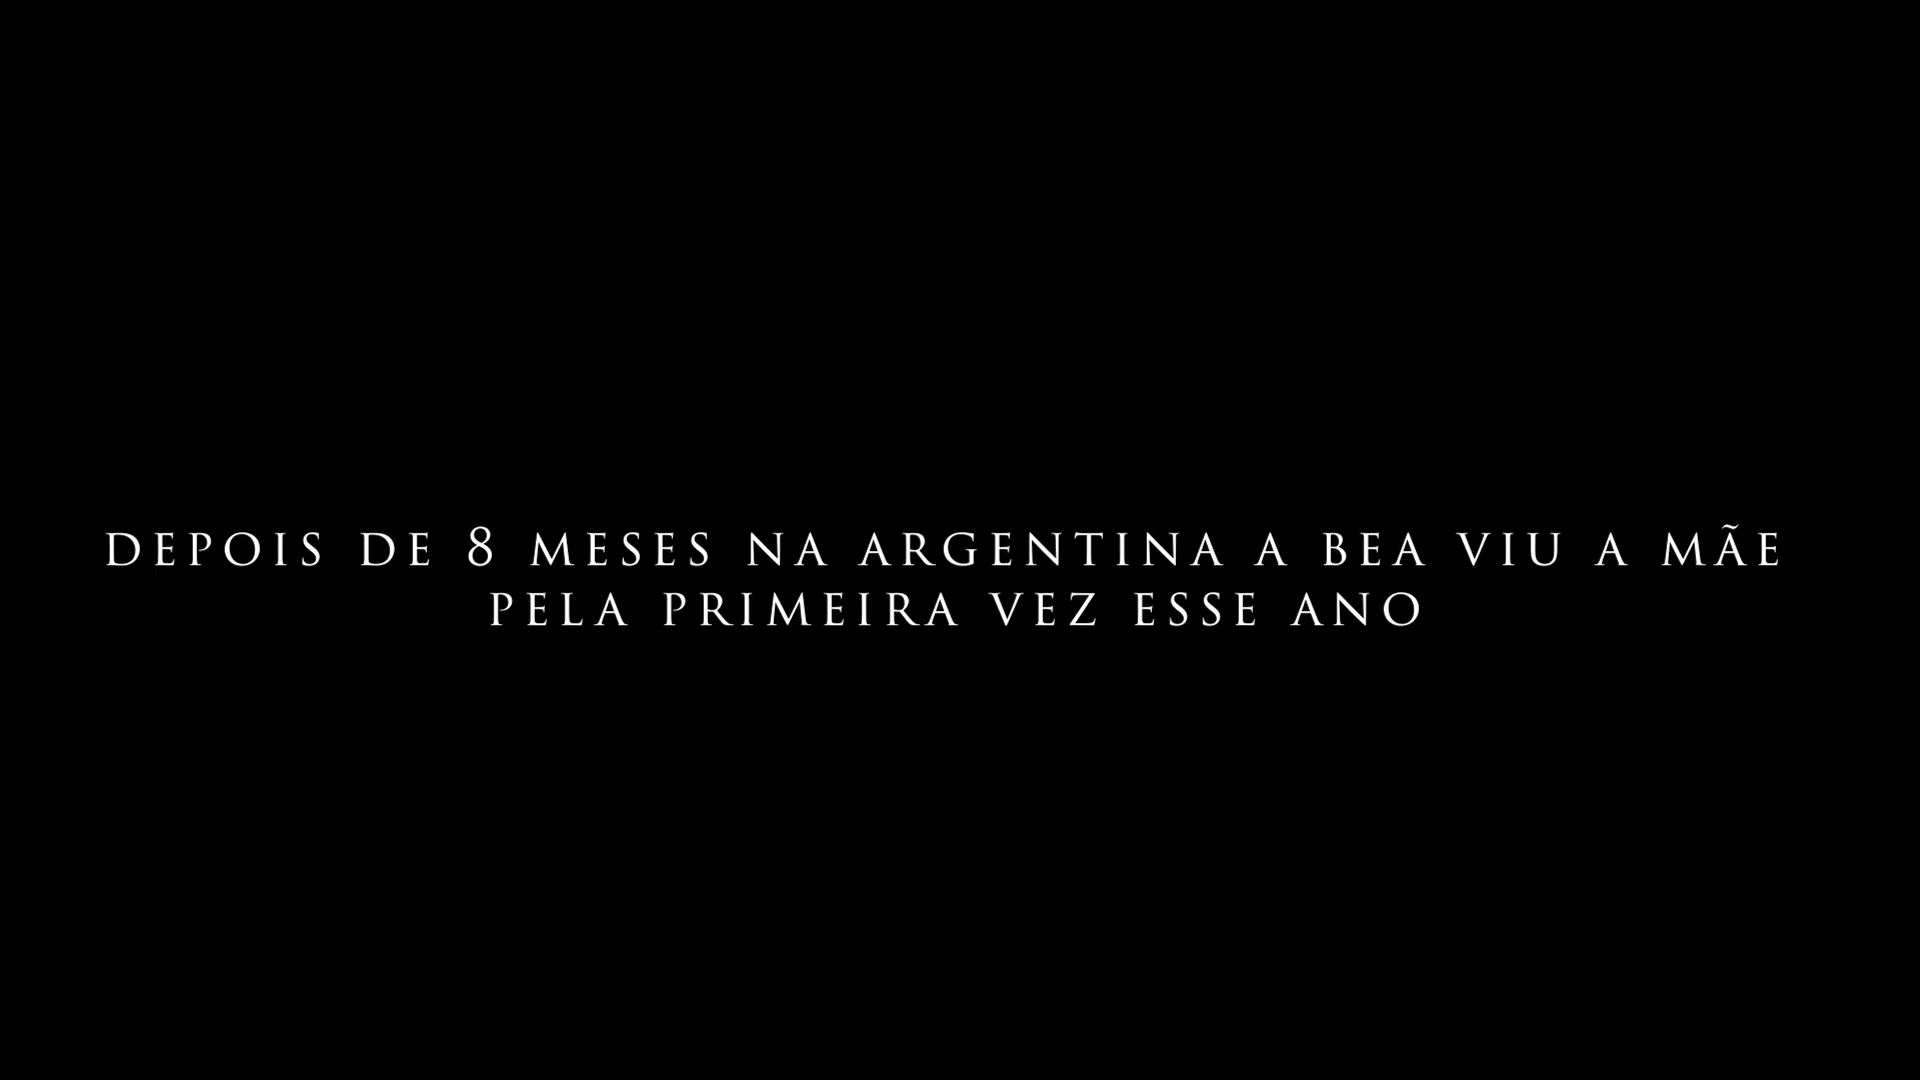 DEPOIS DE 8 MESES NA ARGENTINA A BEA VIU A MÃE
PELA PRIMEIRA VEZ ESSE ANO